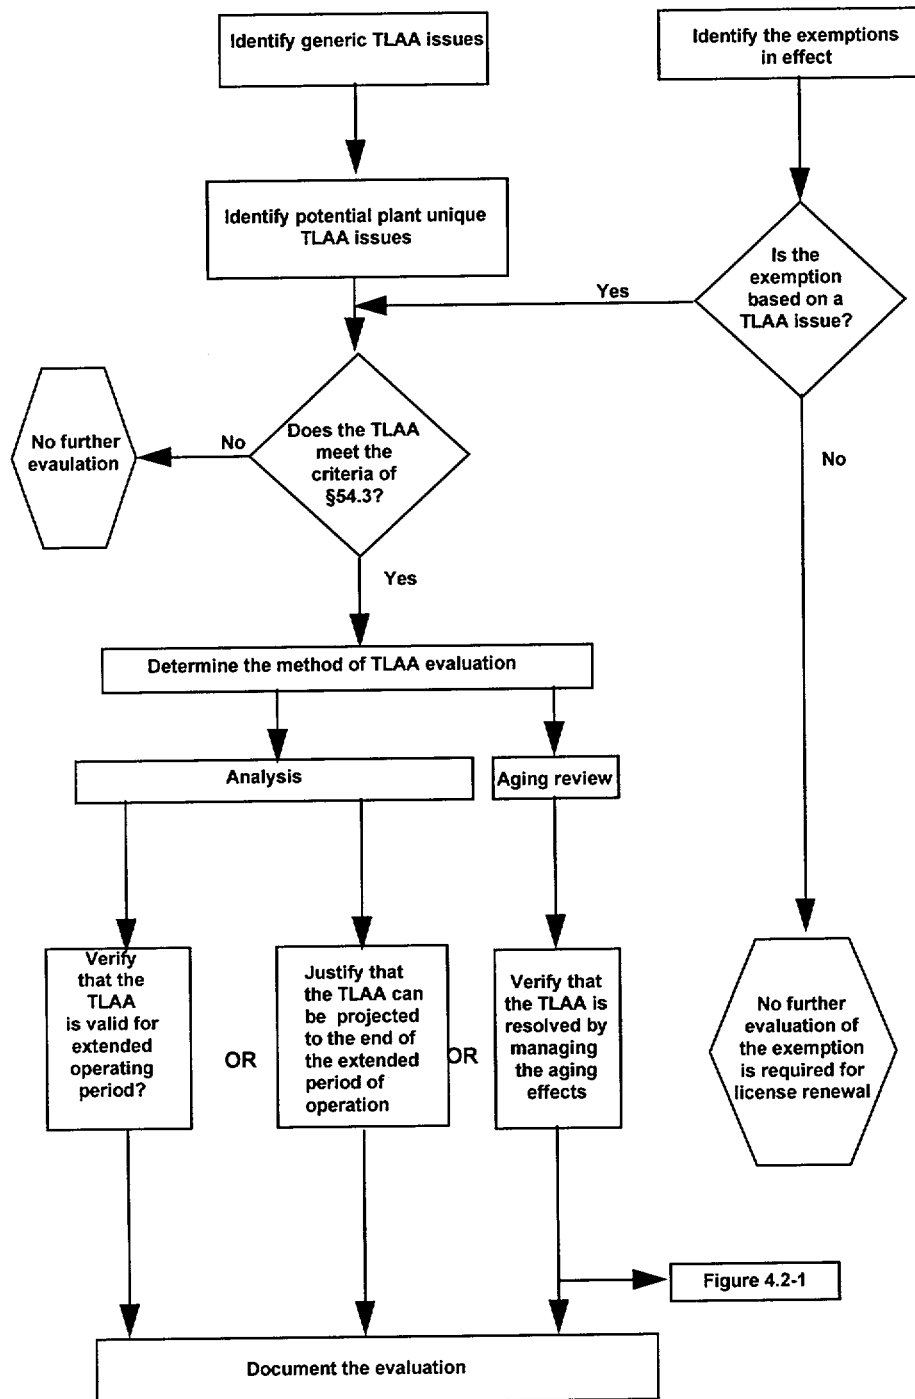 Identify generic TLAA issues
Identify the exemptions
in effect
Identify potential plant unique
TLAA issues
Is the
exemption
based on a
TLAA issue?
Yes
No
Does the TLAA
meet the
criteria of
§54.3?
No
No further
evaulation
Yes
Determine the method of TLAA evaluation
Analysis
Aging review
Verify
that the
TLAA
is valid for
extended
operating
period?
OR
Justify that
the TLAA can
be projected
to the end of
the extended
period of
operation
OR
Verify that
the TLAA is
resolved by
managing
the aging
effects
No further
evaluation of
the exemption
is required for
license renewal
Figure 4.2-1
Document the evaluation